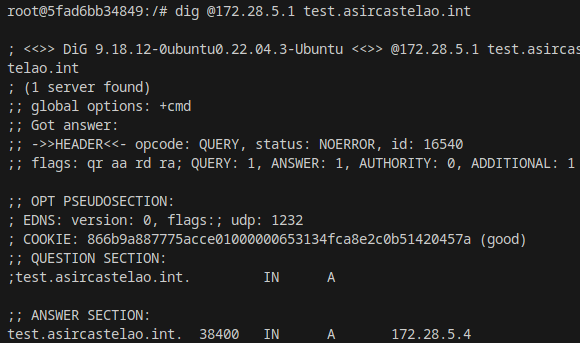 root@5fad6bb34849:/# dig @172.28.5.1 test.asircastelao.int
; <<>> DiG 9.18.12-0ubuntu0.22.04.3-Ubuntu <<>> @172.28.5.1 test.asircas
telao.int
; (1 server found)
;; global options: +cmd
;; Got answer:
;; ->>HEADER<<- opcode: QUERY, status: NOERROR, id: 16540
;; flags: qr aa rd ra; QUERY: 1, ANSWER: 1, AUTHORITY: 0, ADDITIONAL: 1
;; OPT PSEUDOSECTION:
; EDNS: version: 0, flags:; udp: 1232
; COOKIE: 866b9a887775acce01000000653134fca8e2c0b51420457a (good)
;; QUESTION SECTION:
;test.asircastelao.int. IN A
;; ANSWER SECTION:
test.asircastelao.int. 38400 IN A 172.28.5.4